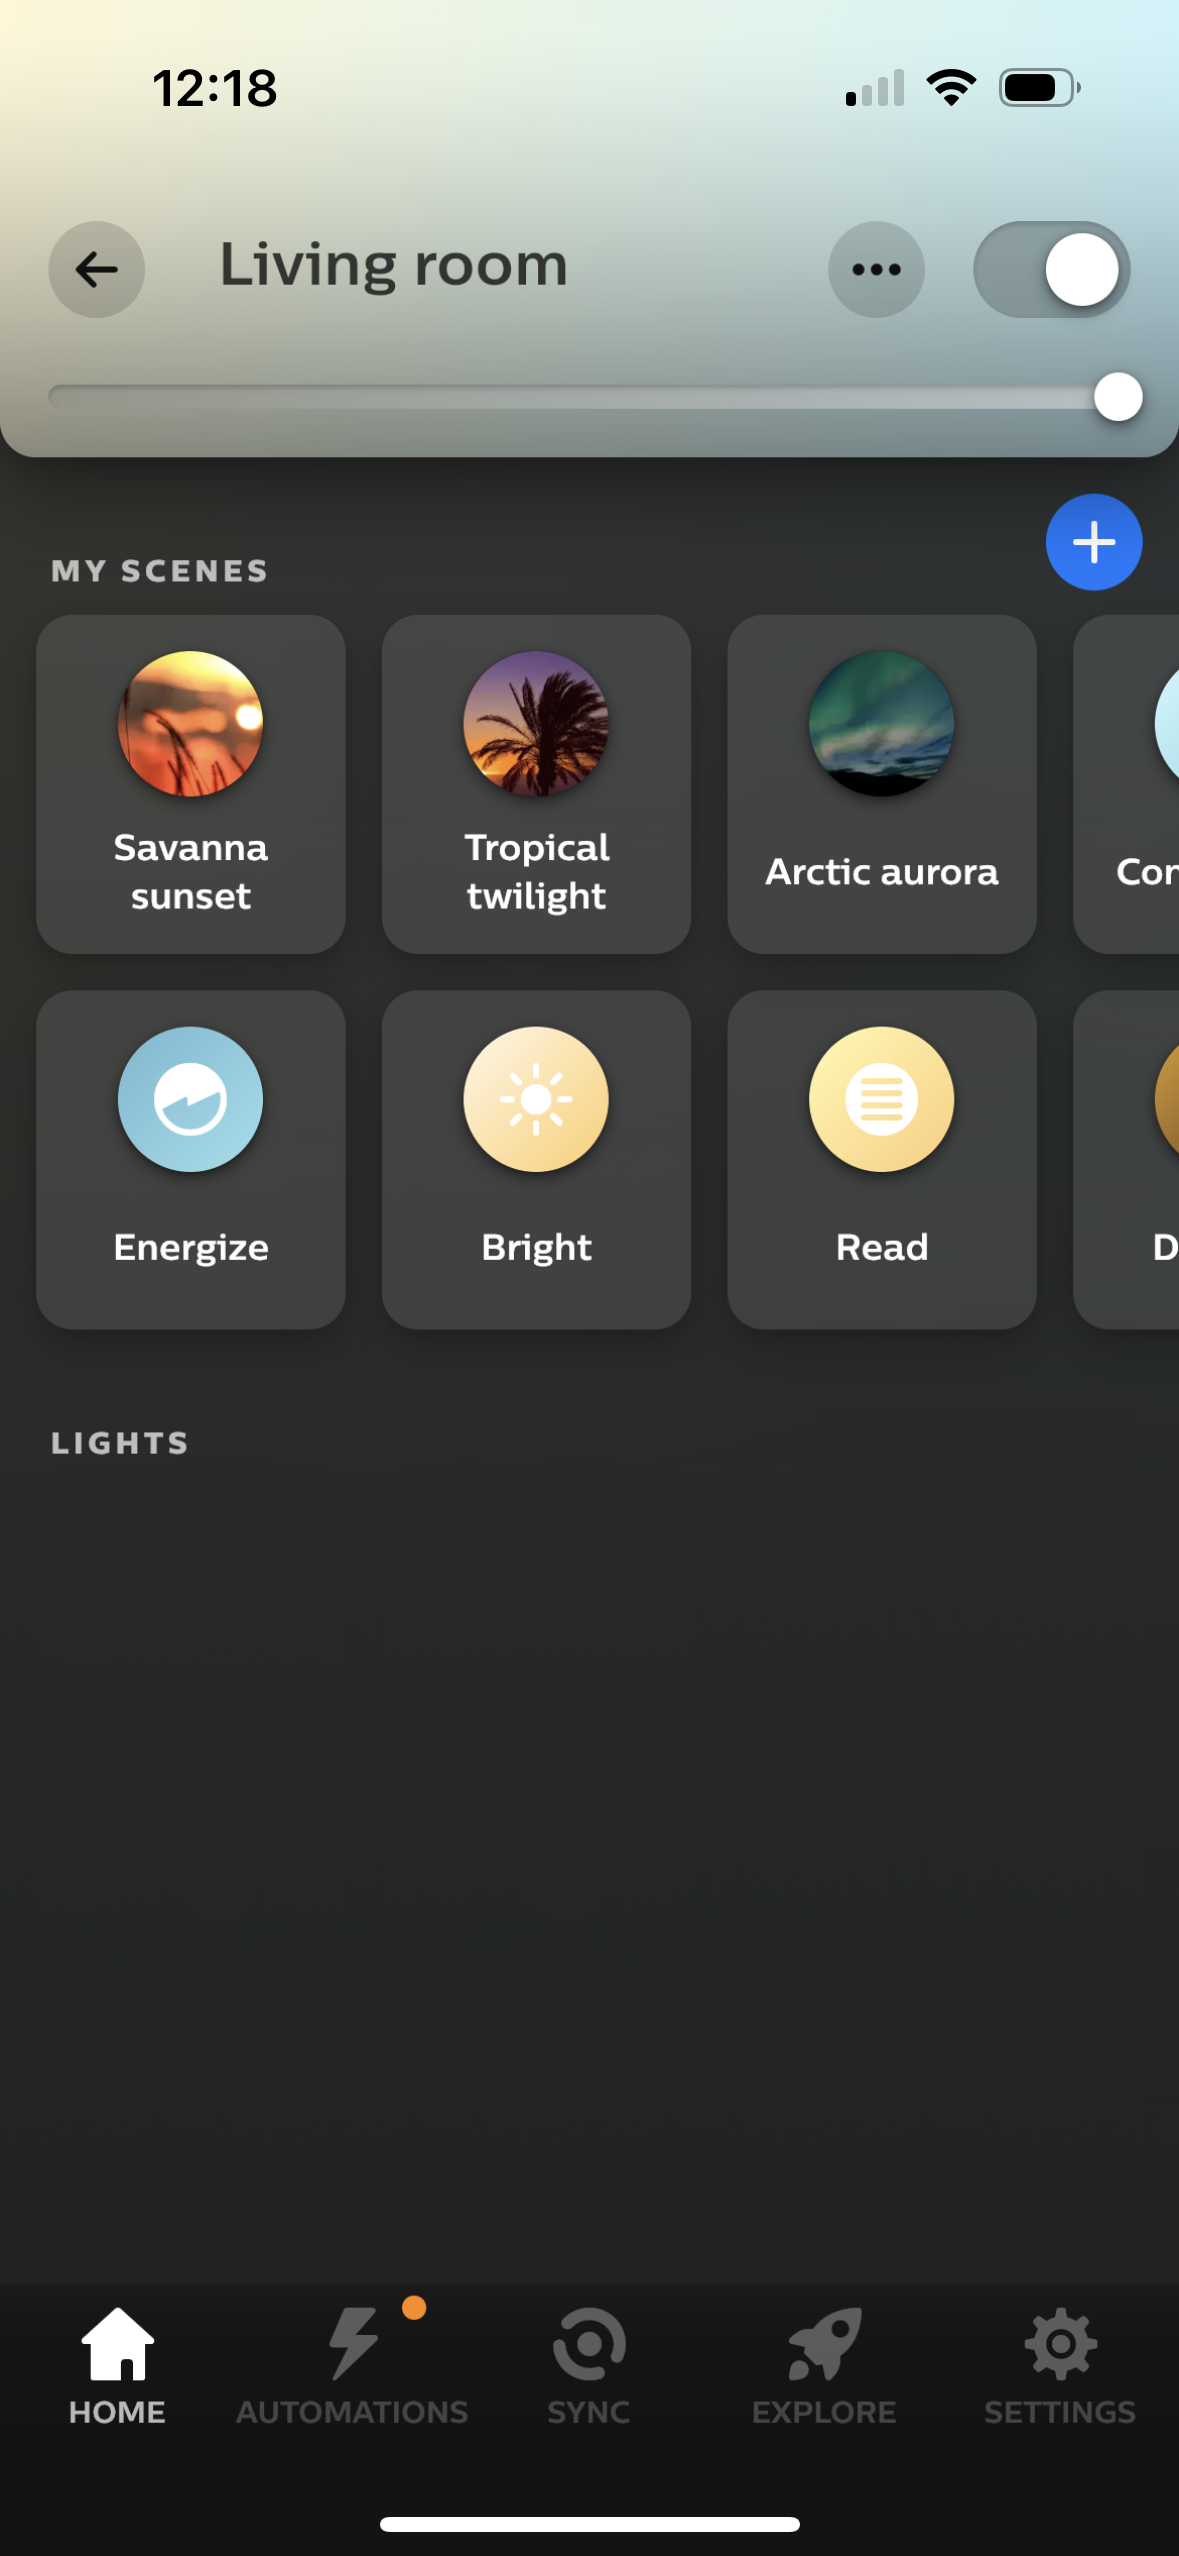 12:18
Living room
MY SCENES
Savanna
sunset
Tropical
twilight
Arctic aurora
Energize
Bright
Read
LIGHTS
HOME
AUTOMATIONS
SYNC
EXPLORE
SETTINGS